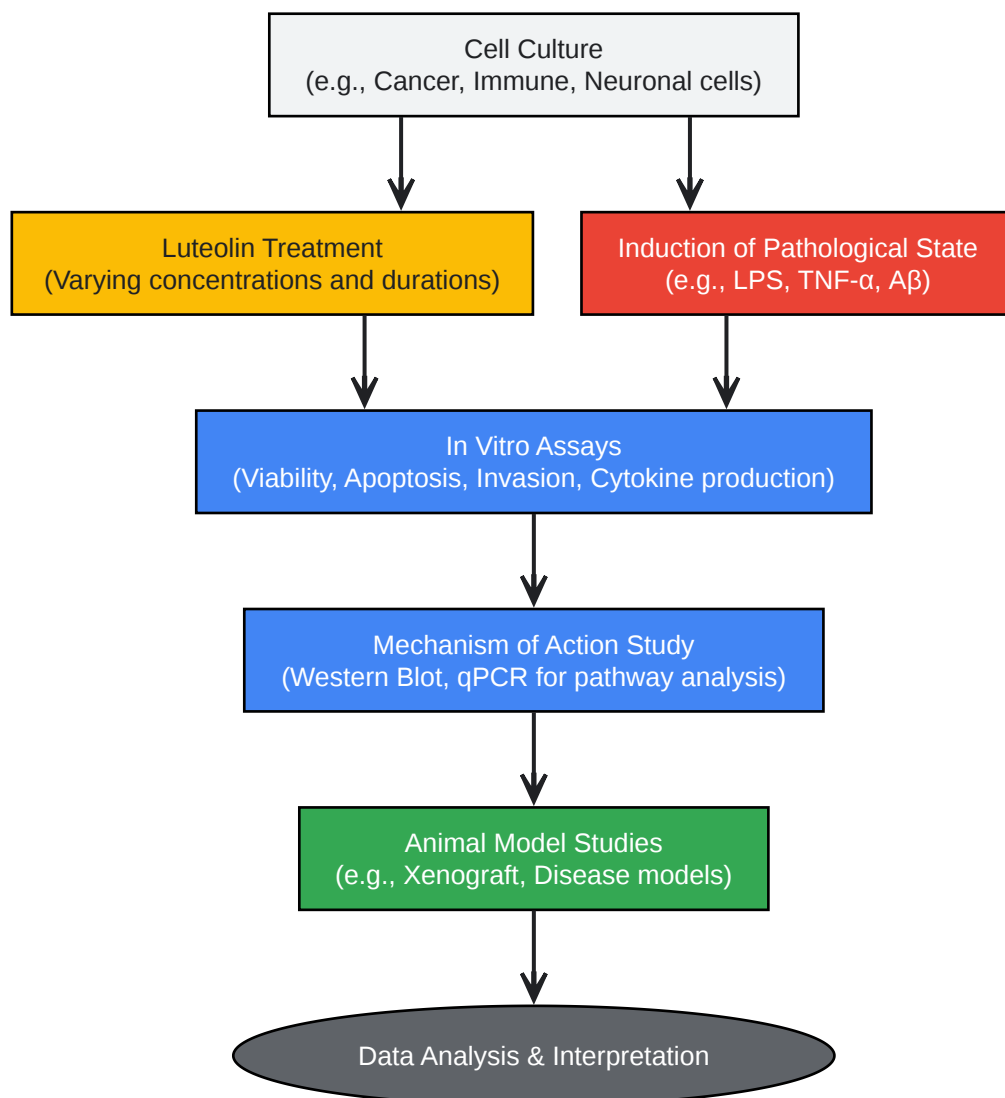 Cell Culture
(e.g., Cancer, Immune, Neuronal cells)
Luteolin Treatment
(Varying concentrations and durations)
Induction of Pathological State
(e.g., LPS, TNF-α, Aβ)
In Vitro Assays
(Viability, Apoptosis, Invasion, Cytokine production)
Mechanism of Action Study
(Western Blot, qPCR for pathway analysis)
Animal Model Studies
(e.g., Xenograft, Disease models)
Data Analysis & Interpretation